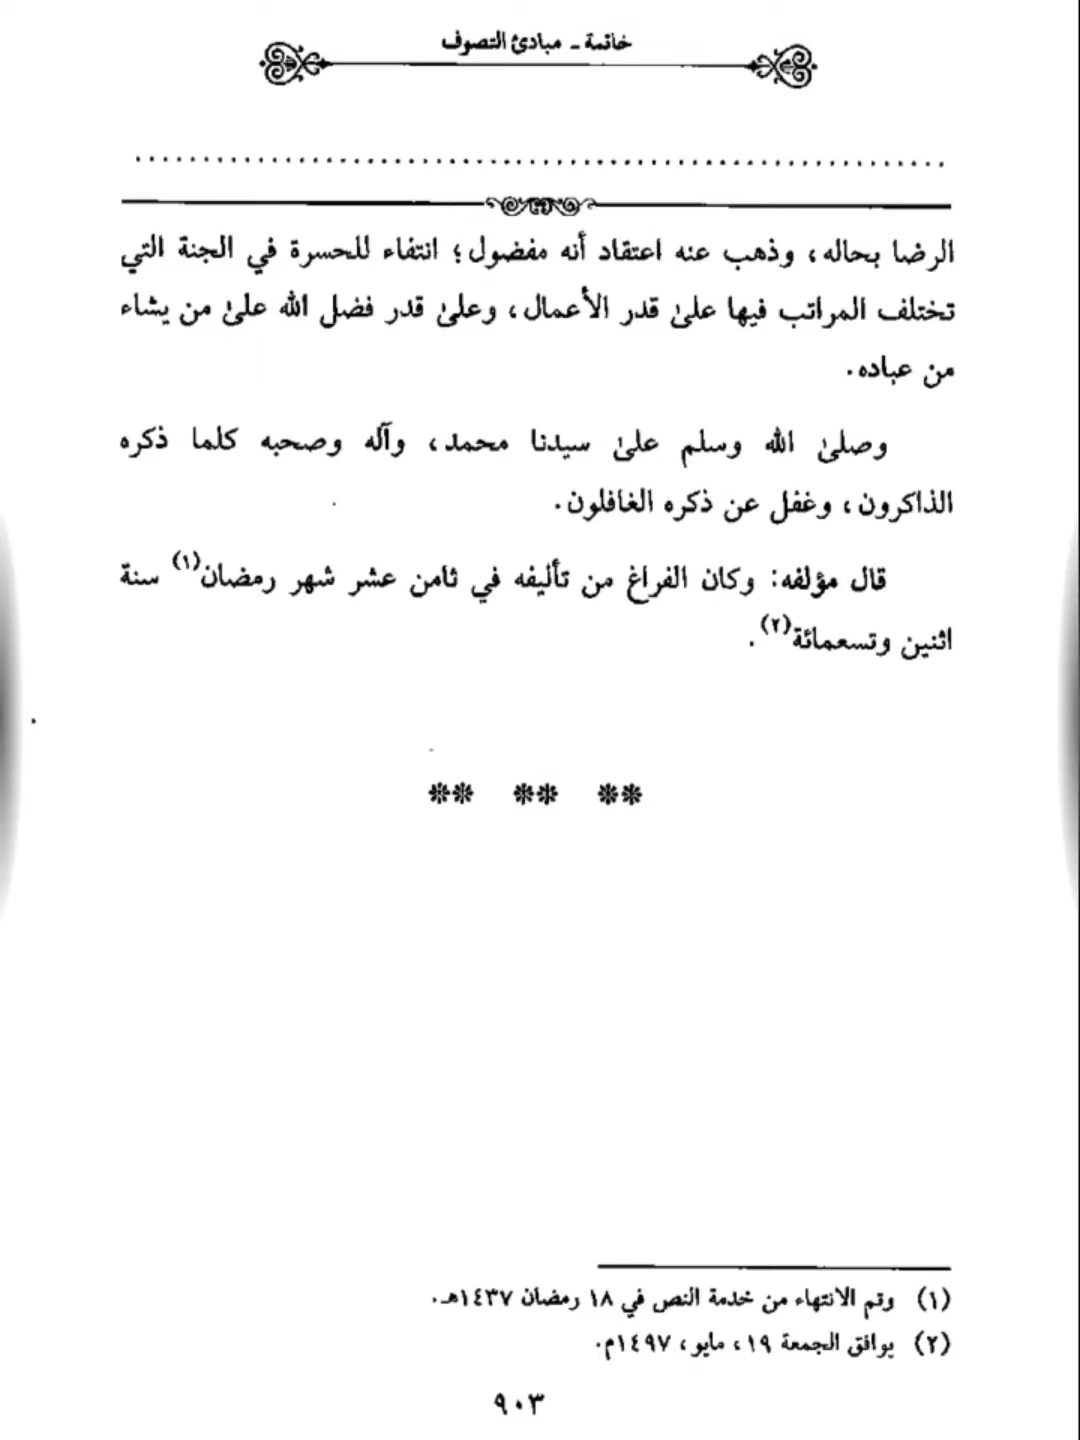 خاتمة - مبادئ التصوف
الرضا بحاله، وذهب عنه اعتقاد أنه مفضول؛ انتفاء للحسرة في الجنة التي
تختلف المراتب فيها علىٰ قدر الأعمال، وعلىٰ قدر فضل الله علىٰ من يشاء
من عباده.
وصلىٰ الله وسلم علىٰ سيدنا محمد، وآله وصحبه كلما ذكره
الذاكرون، وغفل عن ذكره الغافلون.
قال مؤلفه: وكان الفراغ من تأليفه في ثامن عشر شهر رمضان(١) سنة
اثنين وتسعمائة(٢).
(١) وتم الانتهاء من خدمة النص في ١٨ رمضان ١٤٣٧هـ.
(٢) يوافق الجمعة ١٩، مايو، ١٤٩٧م.
٩٠٣